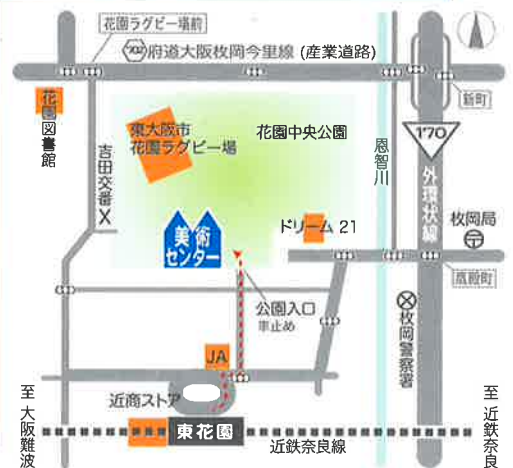 花園ラグビー場前
702
府道大阪枚岡今里線 (産業道路)
新町
花園図書館
東大阪市
花園ラグビー場
花園中央公園
恩智川
170
外環状線
吉田交番
X
美術
センター
ドリーム 21
枚岡局
〒
鳳殿町
公園入口
車止め
枚岡警察署
JA
近商ストア
東花園
近鉄奈良線
至 大阪難波
至 近鉄奈良